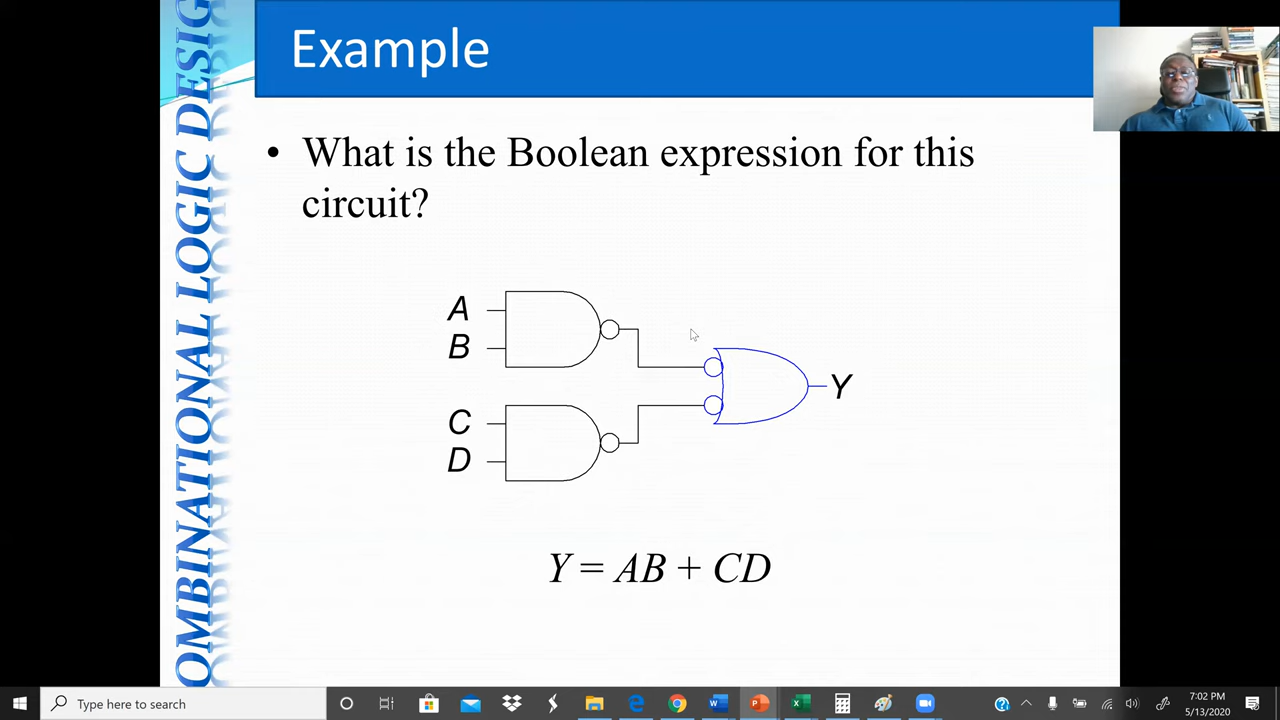 Example
• What is the Boolean expression for this
circuit?
A
B
C
D
Y
Y = AB + CD
OMBINATIONAL LOGIC DESIG
Type here to search
7:02 PM
5/13/2020